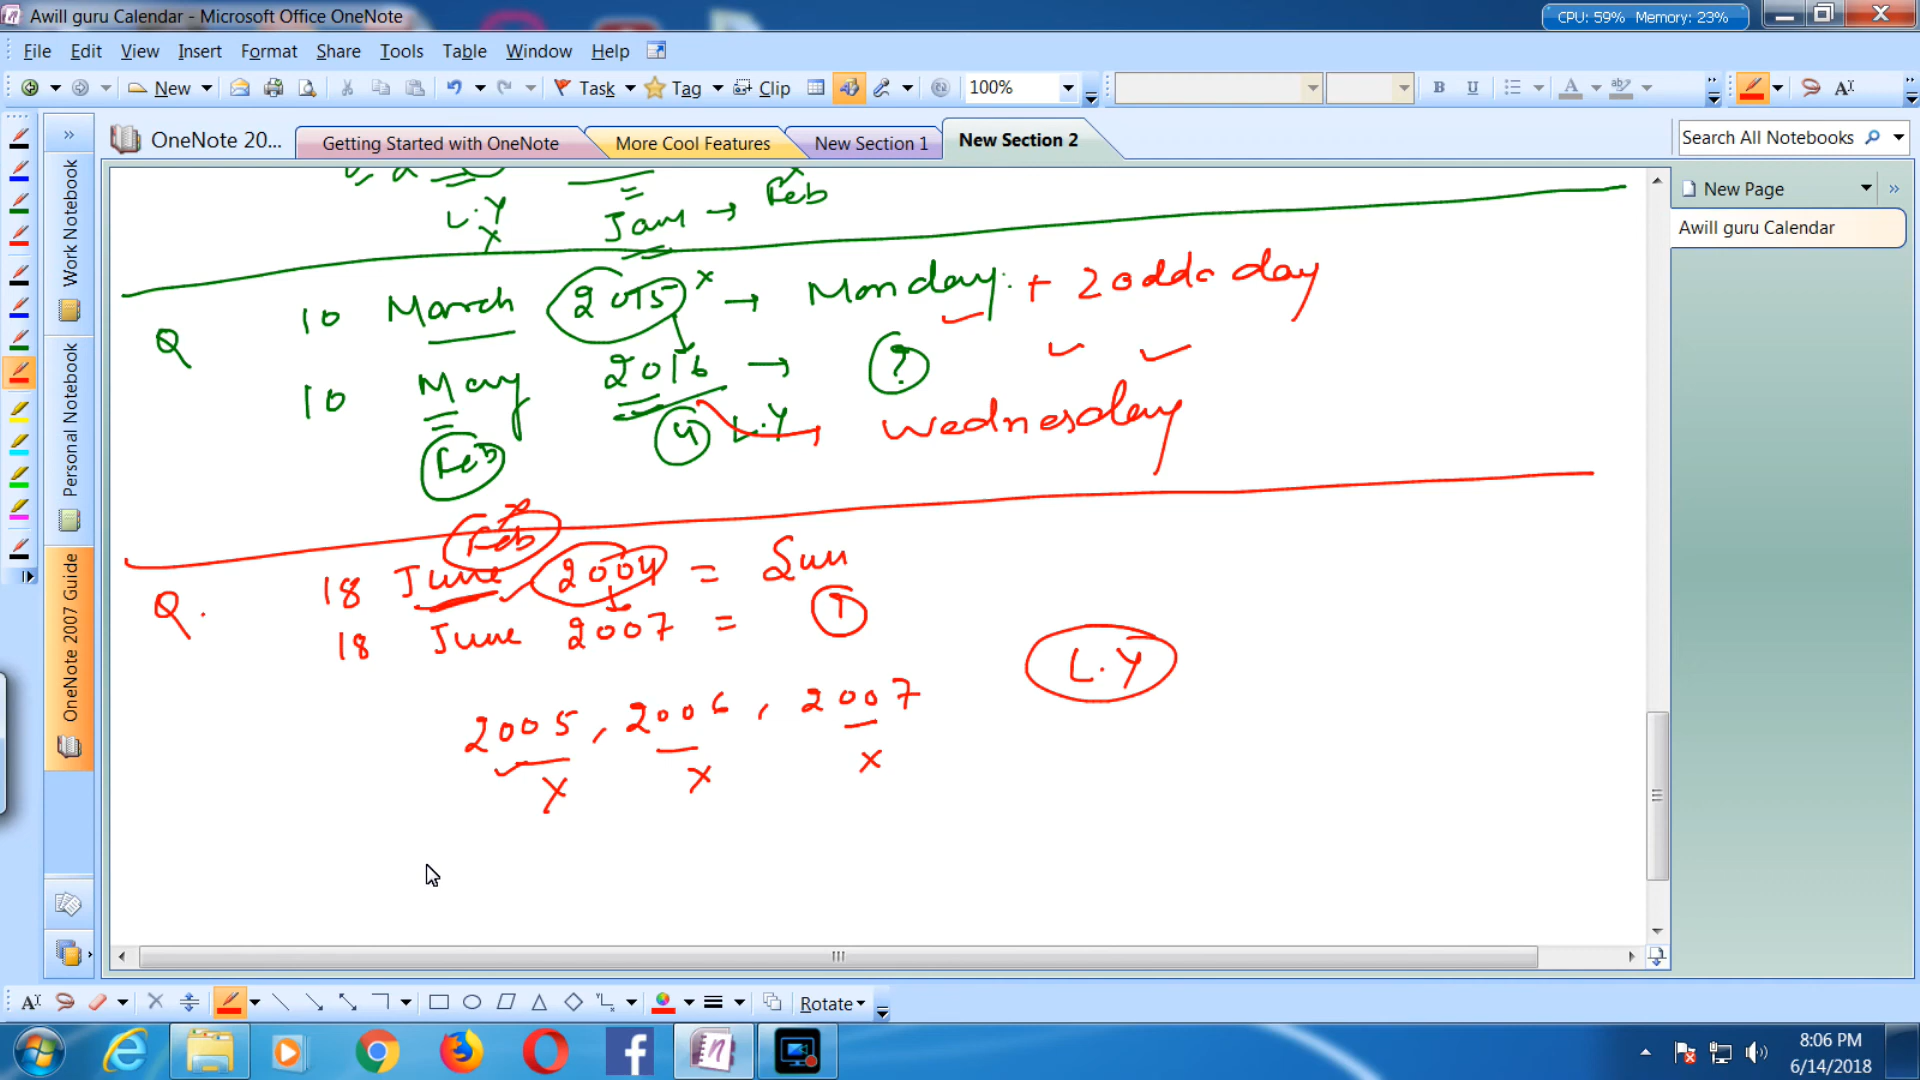 Awill guru Calendar - Microsoft Office OneNote
CPU: 59% Memory: 23%
File Edit View Insert Format Share Tools Table Window Help
New Task Tag Clip 100% B U A ab A
OneNote 20... Getting Started with OneNote More Cool Features New Section 1 New Section 2
Search All Notebooks
New Page
Awill guru Calendar
Work Notebook
Personal Notebook
OneNote 2007 Guide
L.Y Jan → Feb
x
Q 10 March 2015 x → Monday. + 2 odd day
10 May 2016 → ?
Feb 4 L.Y Wednesday
Feb x
Q. 18 June 2004 = Sun
18 June 2007 = ?
L.Y
2005, 2006, 2007
x x x
A Rotate
8:06 PM
6/14/2018